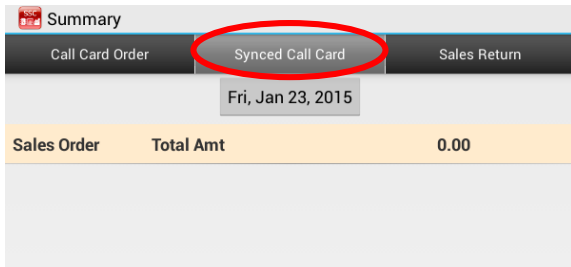 SSC
Summary
Call Card Order Synced Call Card Sales Return
Fri, Jan 23, 2015
Sales Order Total Amt 0.00